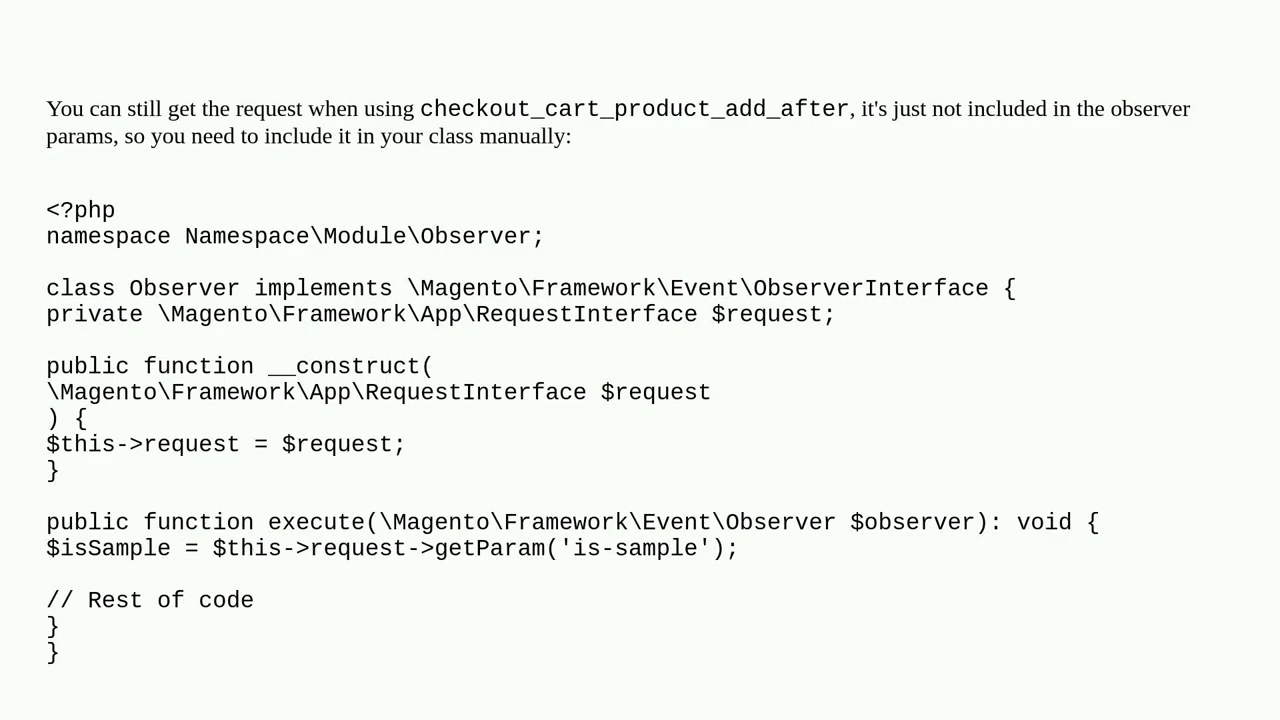 You can still get the request when using checkout_cart_product_add_after, it's just not included in the observer
params, so you need to include it in your class manually:
<?php
namespace Namespace\Module\Observer;
class Observer implements \Magento\Framework\Event\ObserverInterface {
private \Magento\Framework\App\RequestInterface $request;
public function __construct(
\Magento\Framework\App\RequestInterface $request
) {
$this->request = $request;
}
public function execute(\Magento\Framework\Event\Observer $observer): void {
$isSample = $this->request->getParam('is-sample');
// Rest of code
}
}